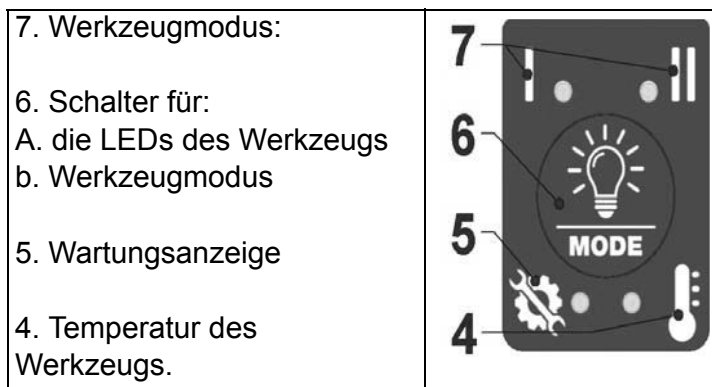 7. Werkzeugmodus:
6. Schalter für:
A. die LEDs des Werkzeugs
b. Werkzeugmodus
5. Wartungsanzeige
4. Temperatur des
Werkzeugs.
7
I
II
6
MODE
5
4